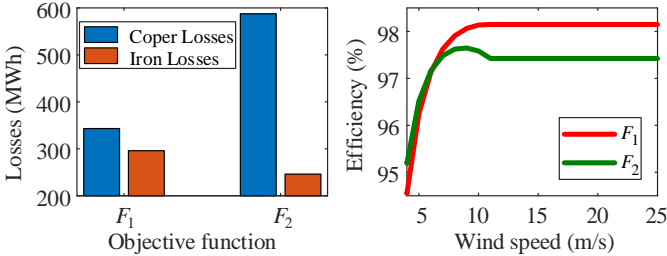 600
500
400
300
200
Losses (MWh)
Coper Losses
Iron Losses
F1
F2
Objective function
98
97
96
95
Efficiency (%)
F1
F2
5
10
15
20
25
Wind speed (m/s)